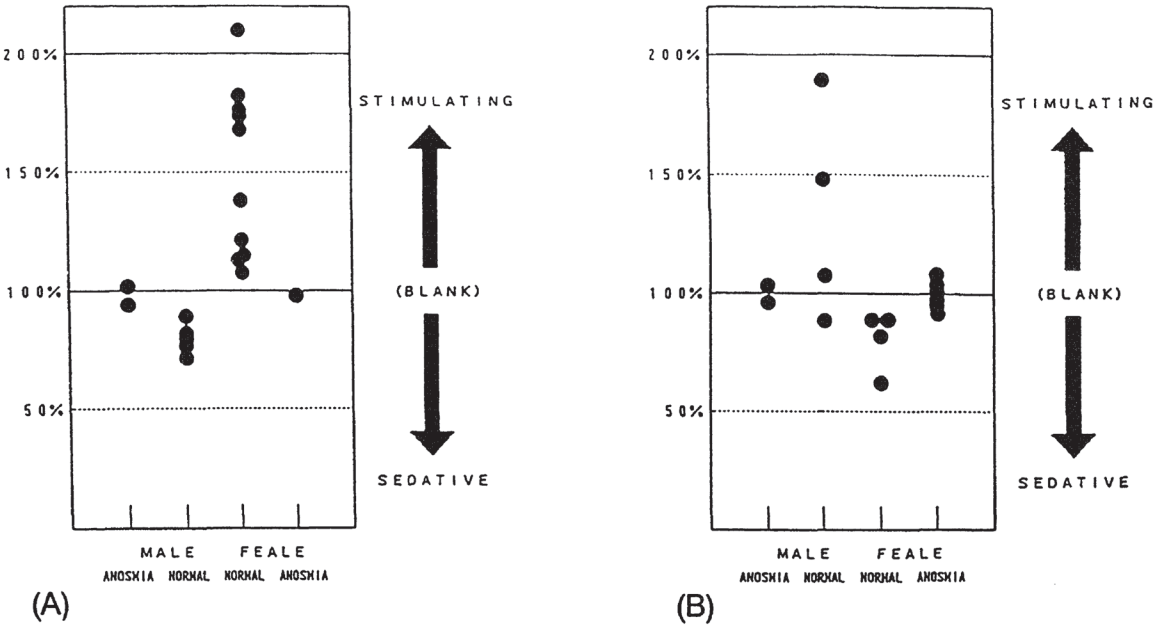 200%
STIMULATING
150%
100%
(BLANK)
50%
SEDATIVE
MALE FEALE
ANOSMIA NORMAL NORMAL ANOSMIA
(A)
200%
STIMULATING
150%
100%
(BLANK)
50%
SEDATIVE
MALE FEALE
ANOSMIA NORMAL NORMAL ANOSMIA
(B)